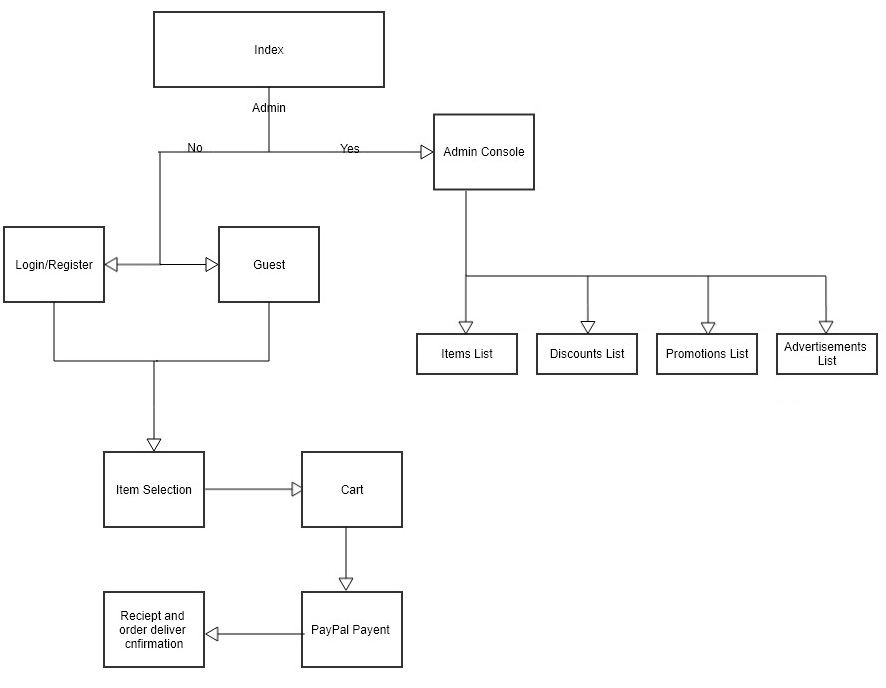 Index
Admin
No
Yes
Admin Console
Login/Register
Guest
Items List
Discounts List
Promotions List
Advertisements
List
Item Selection
Cart
Reciept and
order deliver
cnfirmation
PayPal Payent